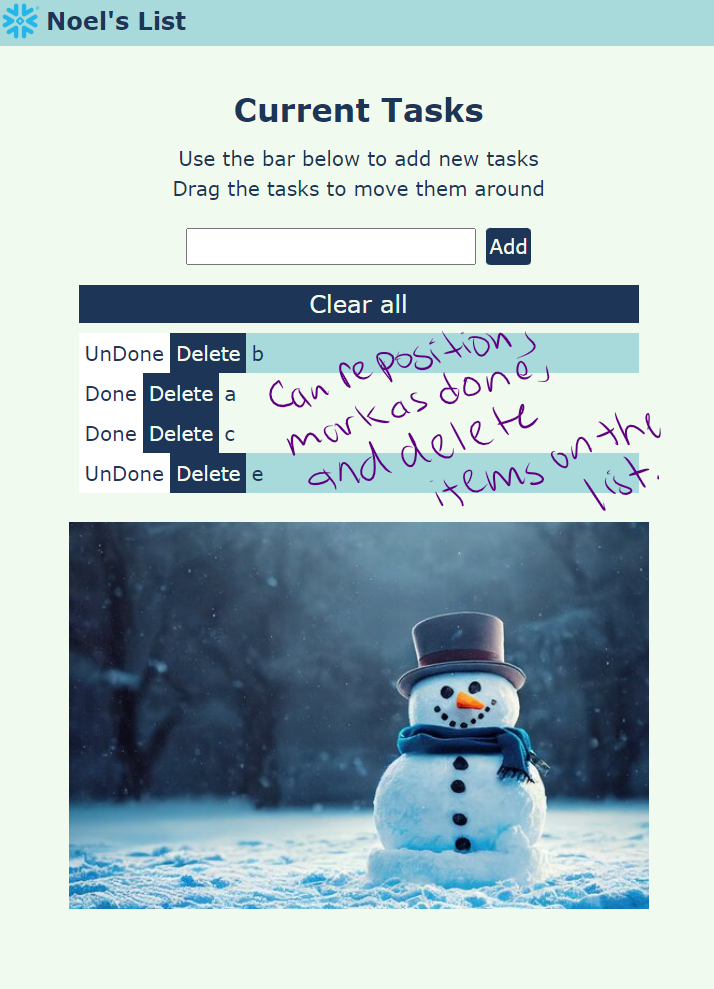 Noel's List
Current Tasks
Use the bar below to add new tasks
Drag the tasks to move them around
Add
Clear all
UnDone Delete b
Done Delete a
Done Delete c
UnDone Delete e
Can reposition,
mark as done,
and delete
items on the
list.